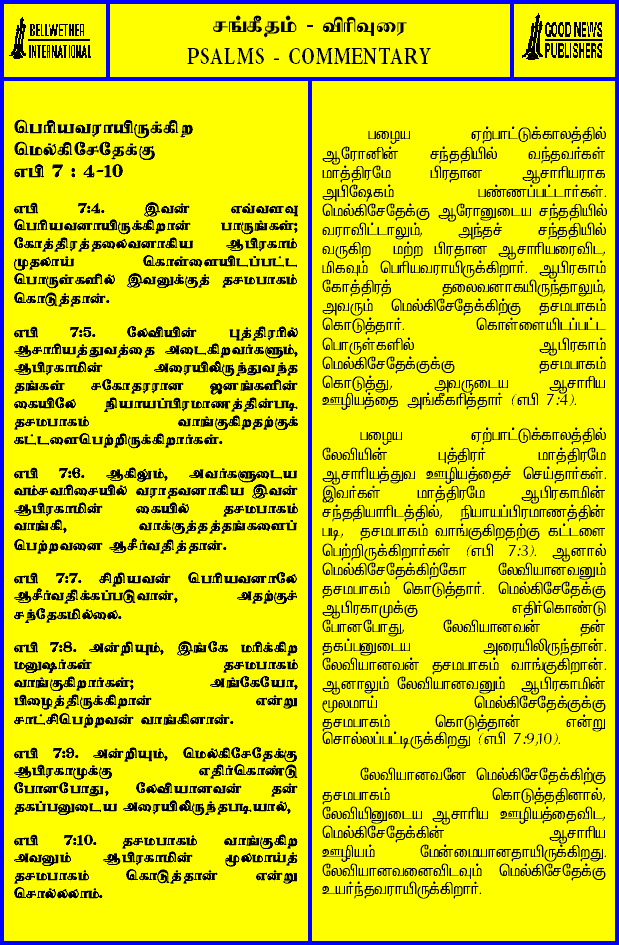 BELLWETHER
INTERNATIONAL
சங்கீதம் - விரிவுரை
PSALMS - COMMENTARY
GOOD NEWS
PUBLISHERS
பெரியவராயிருக்கிற
மெல்கிசேதேக்கு
எபி 7 : 4-10
எபி 7:4. இவன் எவ்வளவு
பெரியவனாயிருக்கிறான் பாருங்கள்;
கோத்திரத்தலைவனாகிய ஆபிரகாம்
முதலாய் கொள்ளையிடப்பட்ட
பொருள்களில் இவனுக்குத் தசமபாகம்
கொடுத்தான்.
எபி 7:5. லேவியின் புத்திரரில்
ஆசாரியத்துவத்தை அடைகிறவர்களும்,
ஆபிரகாமின் அரையிலிருந்துவந்த
தங்கள் சகோதரரான ஜனங்களின்
கையிலே நியாயப்பிரமாணத்தின்படி
தசமபாகம் வாங்குகிறதற்குக்
கட்டளைபெற்றிருக்கிறார்கள்.
எபி 7:6. ஆகிலும், அவர்களுடைய
வம்சவரிசையில் வராதவனாகிய இவன்
ஆபிரகாமின் கையில் தசமபாகம்
வாங்கி, வாக்குத்தத்தங்களைப்
பெற்றவனை ஆசீர்வதித்தான்.
எபி 7:7. சிறியவன் பெரியவனாலே
ஆசீர்வதிக்கப்படுவான், அதற்குச்
சந்தேகமில்லை.
எபி 7:8. அன்றியும், இங்கே மரிக்கிற
மனுஷர்கள் தசமபாகம்
வாங்குகிறார்கள்; அங்கேயோ,
பிழைத்திருக்கிறான் என்று
சாட்சிபெற்றவன் வாங்கினான்.
எபி 7:9. அன்றியும், மெல்கிசேதேக்கு
ஆபிரகாமுக்கு எதிர்கொண்டு
போனபோது, லேவியானவன் தன்
தகப்பனுடைய அரையிலிருந்தபடியால்,
எபி 7:10. தசமபாகம் வாங்குகிற
அவனும் ஆபிரகாமின் மூலமாய்த்
தசமபாகம் கொடுத்தான் என்று
சொல்லலாம்.
பழைய ஏற்பாட்டுக்காலத்தில்
ஆரோனின் சந்ததியில் வந்தவர்கள்
மாத்திரமே பிரதான ஆசாரியராக
அபிஷேகம் பண்ணப்பட்டார்கள்.
மெல்கிசேதேக்கு ஆரோனுடைய சந்ததியில்
வராவிட்டாலும், அந்தச் சந்ததியில்
வருகிற மற்ற பிரதான ஆசாரியரைவிட,
மிகவும் பெரியவராயிருக்கிறார். ஆபிரகாம்
கோத்திரத் தலைவனாகயிருந்தாலும்,
அவரும் மெல்கிசேதேக்கிற்கு தசமபாகம்
கொடுத்தார். கொள்ளையிடப்பட்ட
பொருள்களில் ஆபிரகாம்
மெல்கிசேதேக்குக்கு தசமபாகம்
கொடுத்து, அவருடைய ஆசாரிய
ஊழியத்தை அங்கீகரித்தார் (எபி 7:4).
பழைய ஏற்பாட்டுக்காலத்தில்
லேவியின் புத்திரர் மாத்திரமே
ஆசாரியத்துவ ஊழியத்தைச் செய்தார்கள்.
இவர்கள் மாத்திரமே ஆபிரகாமின்
சந்ததியாரிடத்தில், நியாயப்பிரமாணத்தின்
படி, தசமபாகம் வாங்குகிறதற்கு கட்டளை
பெற்றிருக்கிறார்கள் (எபி 7:3). ஆனால்
மெல்கிசேதேக்கிற்கோ லேவியானவனும்
தசமபாகம் கொடுத்தார். மெல்கிசேதேக்கு
ஆபிரகாமுக்கு எதிர்கொண்டு
போனபோது, லேவியானவன் தன்
தகப்பனுடைய அரையிலிருந்தான்.
லேவியானவன் தசமபாகம் வாங்குகிறான்.
ஆனாலும் லேவியானவனும் ஆபிரகாமின்
மூலமாய் மெல்கிசேதேக்குக்கு
தசமபாகம் கொடுத்தான் என்று
சொல்லப்பட்டிருக்கிறது (எபி 7:9,10).
லேவியானவனே மெல்கிசேதேக்கிற்கு
தசமபாகம் கொடுத்ததினால்,
லேவியினுடைய ஆசாரிய ஊழியத்தைவிட,
மெல்கிசேதேக்கின் ஆசாரிய
ஊழியம் மேன்மையானதாயிருக்கிறது.
லேவியானவனைவிடவும் மெல்கிசேதேக்கு
உயர்ந்தவராயிருக்கிறார்.